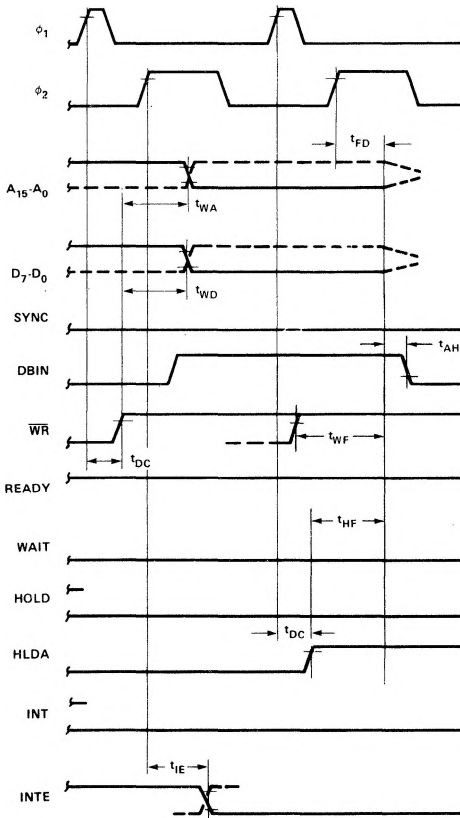 ϕ1
ϕ2
tFD
A15-A0
tWA
D7-D0
tWD
SYNC
tAH
DBIN
WR
tWF
tDC
READY
tHF
WAIT
HOLD
tDC
HLDA
INT
tIE
INTE